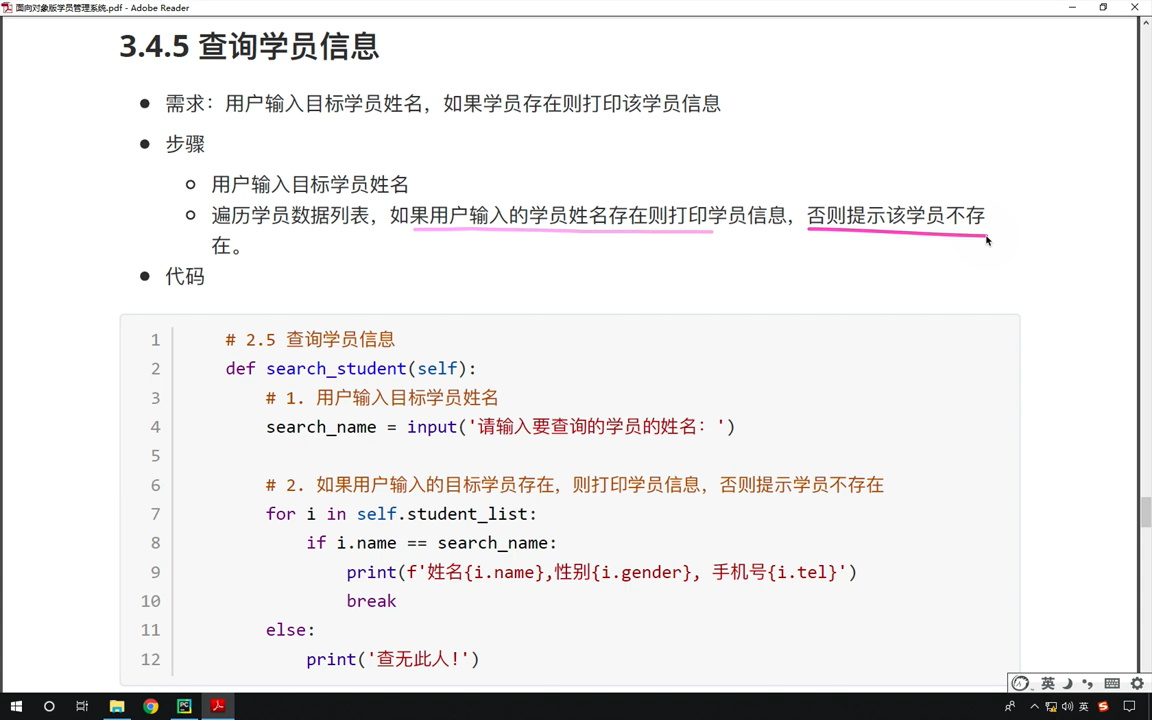 面向对象版学员管理系统.pdf - Adobe Reader
3.4.5 查询学员信息
需求：用户输入目标学员姓名，如果学员存在则打印该学员信息
步骤
用户输入目标学员姓名
遍历学员数据列表，如果用户输入的学员姓名存在则打印学员信息，否则提示该学员不存
在。
代码
1 # 2.5 查询学员信息
2 def search_student(self):
3 # 1. 用户输入目标学员姓名
4 search_name = input('请输入要查询的学员的姓名：')
5
6 # 2. 如果用户输入的目标学员存在，则打印学员信息，否则提示学员不存在
7 for i in self.student_list:
8 if i.name == search_name:
9 print(f'姓名{i.name},性别{i.gender}, 手机号{i.tel}')
10 break
11 else:
12 print('查无此人!')
英
英